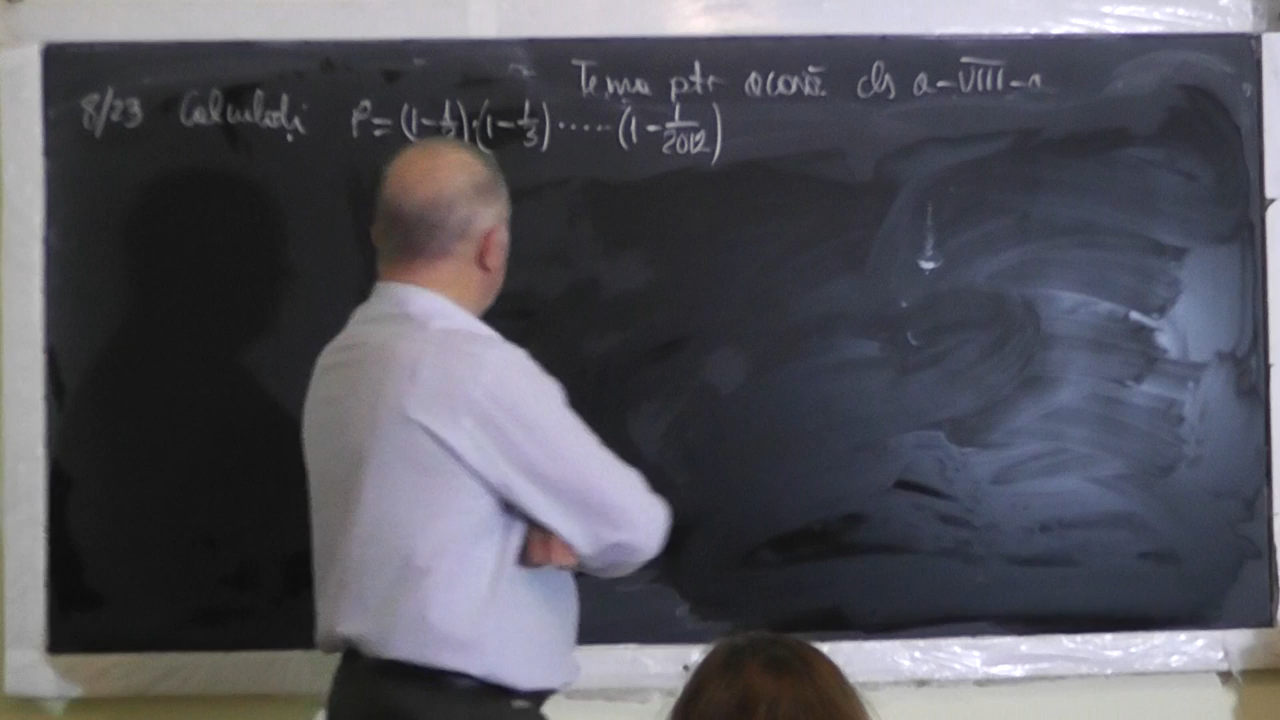 Tema ptr acasă cls a-VIII-a
8/23 Calculați P=(1-1/2)·(1-1/3)·....·(1-1/2012)